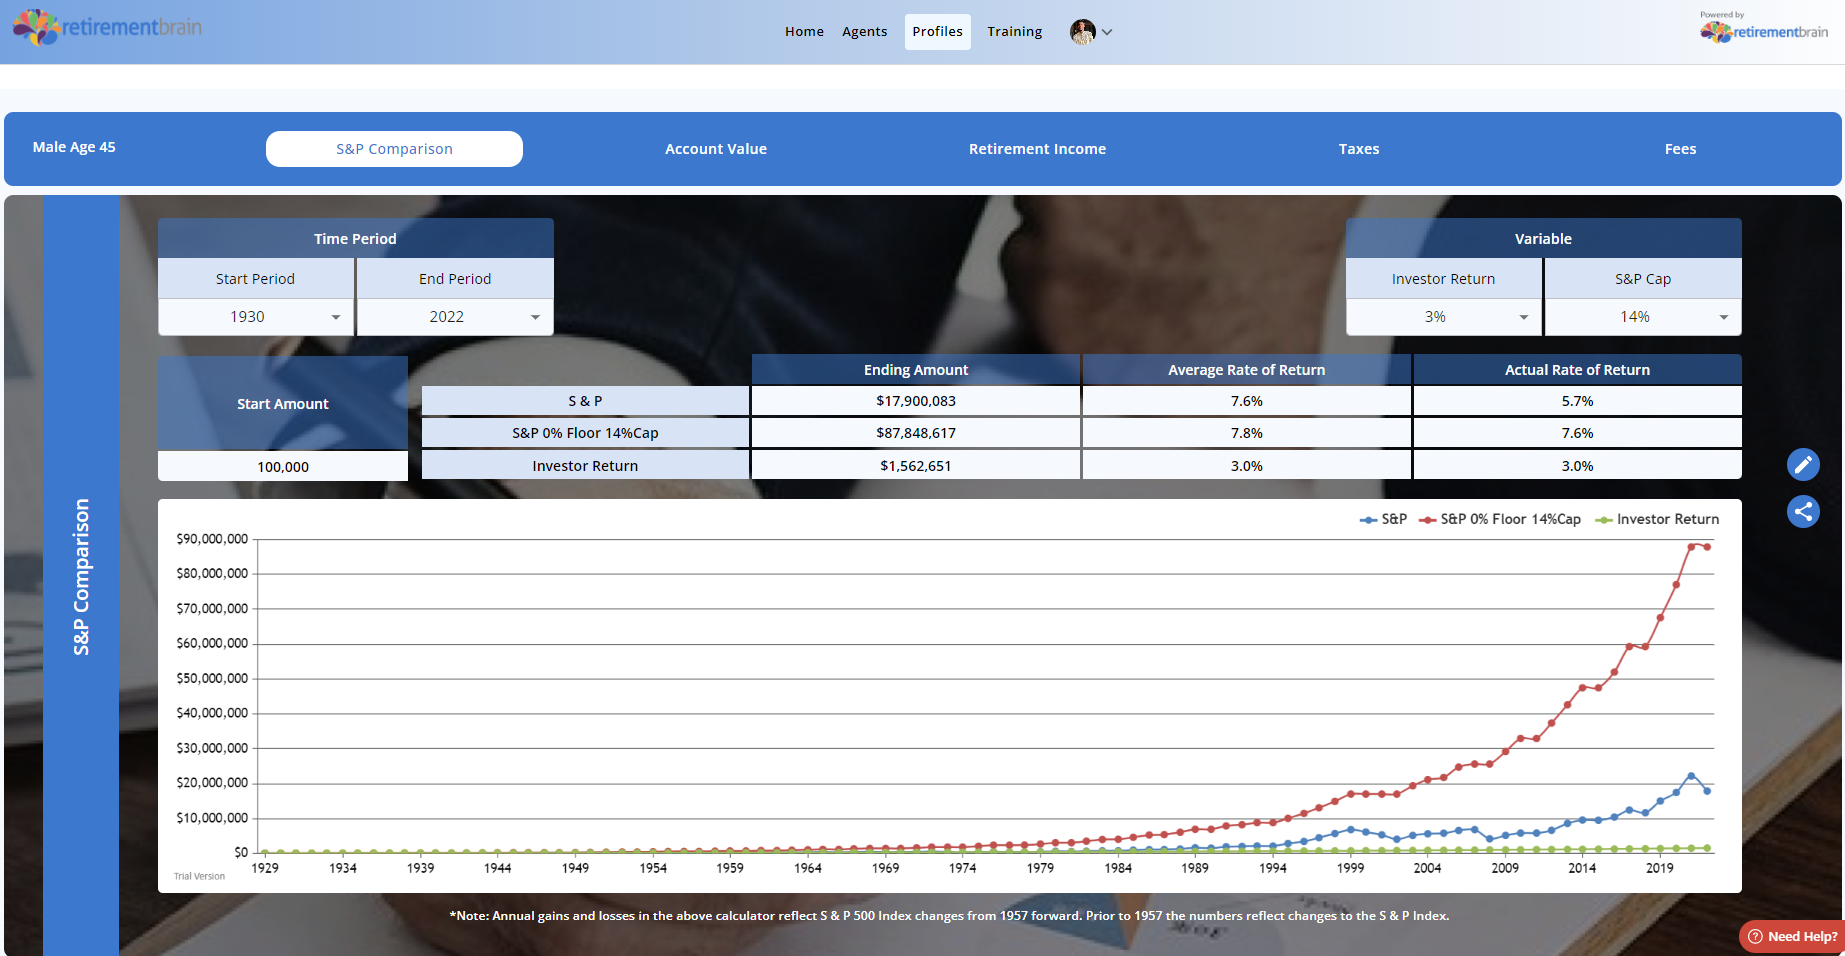 retirementbrain
Home Agents Profiles Training
Powered by
retirementbrain
Male Age 45
S&P Comparison
Account Value
Retirement Income
Taxes
Fees
S&P Comparison
Time Period
Start Period End Period
1930 2022
Variable
Investor Return S&P Cap
3% 14%
Start Amount
100,000
Ending Amount Average Rate of Return Actual Rate of Return
S & P $17,900,083 7.6% 5.7%
S&P 0% Floor 14%Cap $87,848,617 7.8% 7.6%
Investor Return $1,562,651 3.0% 3.0%
S&P S&P 0% Floor 14%Cap Investor Return
$90,000,000
$80,000,000
$70,000,000
$60,000,000
$50,000,000
$40,000,000
$30,000,000
$20,000,000
$10,000,000
$0
1929 1934 1939 1944 1949 1954 1959 1964 1969 1974 1979 1984 1989 1994 1999 2004 2009 2014 2019
Trial Version
*Note: Annual gains and losses in the above calculator reflect S & P 500 Index changes from 1957 forward. Prior to 1957 the numbers reflect changes to the S & P Index.
Need Help?